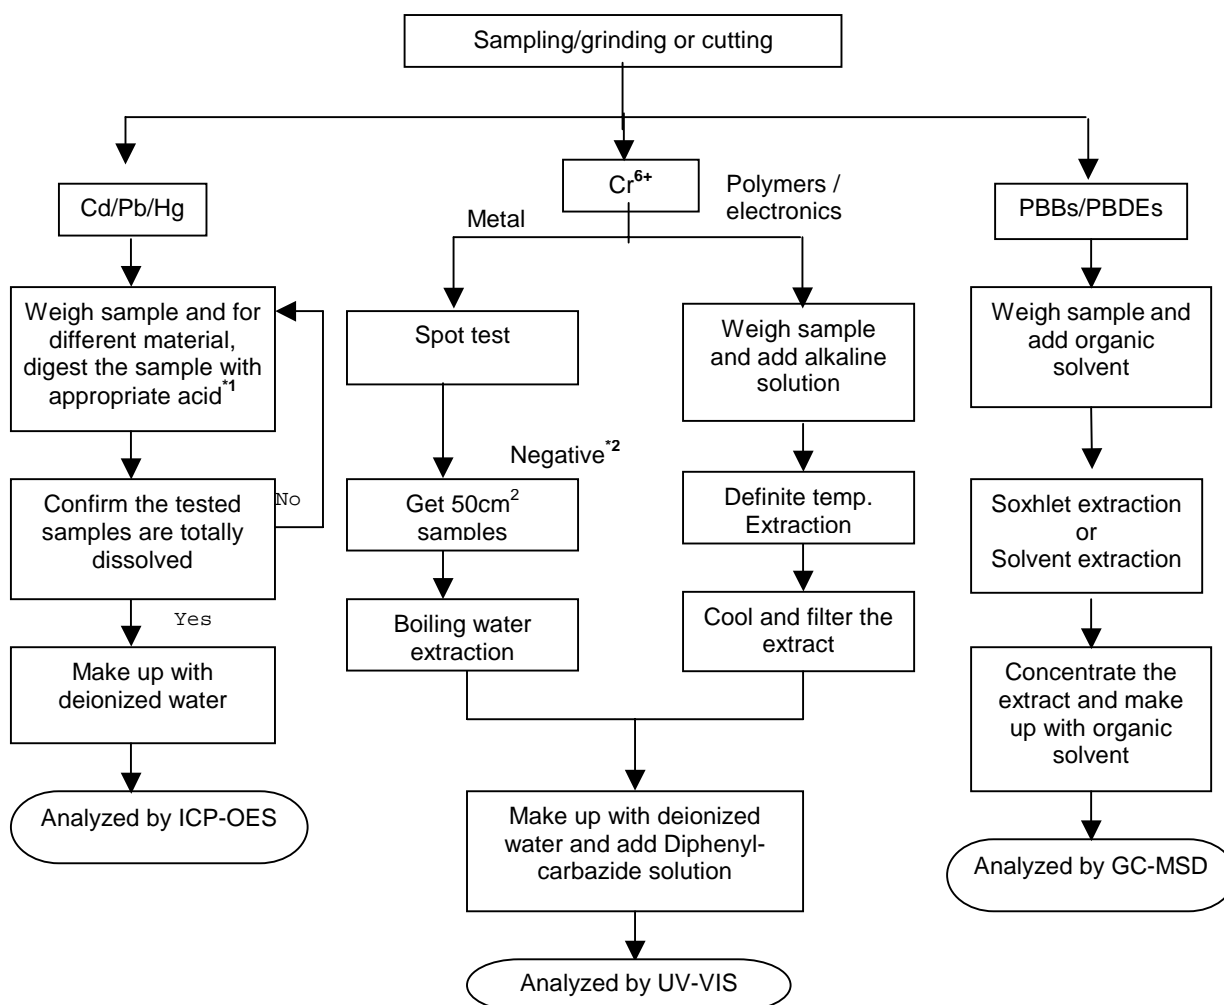 Sampling/grinding or cutting
Cd/Pb/Hg
Weigh sample and for
different material,
digest the sample with
appropriate acid*1
Confirm the tested
samples are totally
dissolved
No
Yes
Make up with
deionized water
Analyzed by ICP-OES
Cr6+
Metal
Polymers /
electronics
Spot test
Negative*2
Get 50cm2
samples
Boiling water
extraction
Weigh sample
and add alkaline
solution
Definite temp.
Extraction
Cool and filter the
extract
Make up with deionized
water and add Diphenyl-
carbazide solution
Analyzed by UV-VIS
PBBs/PBDEs
Weigh sample and
add organic
solvent
Soxhlet extraction
or
Solvent extraction
Concentrate the
extract and make
up with organic
solvent
Analyzed by GC-MSD